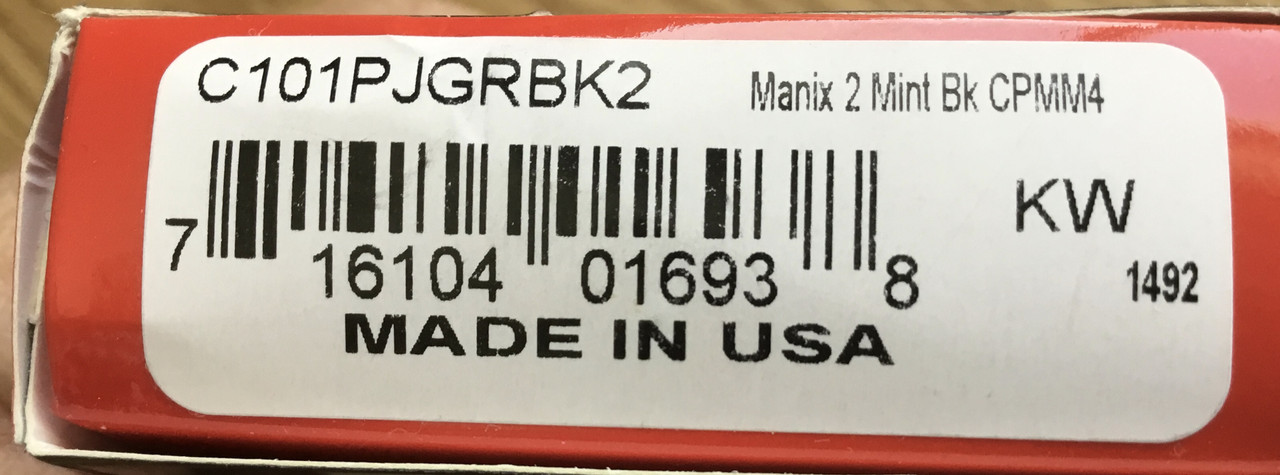 C101PJGRBK2 Manix 2 Mint Bk CPMM4
KW
7 16104 01693 8
1492
MADE IN USA